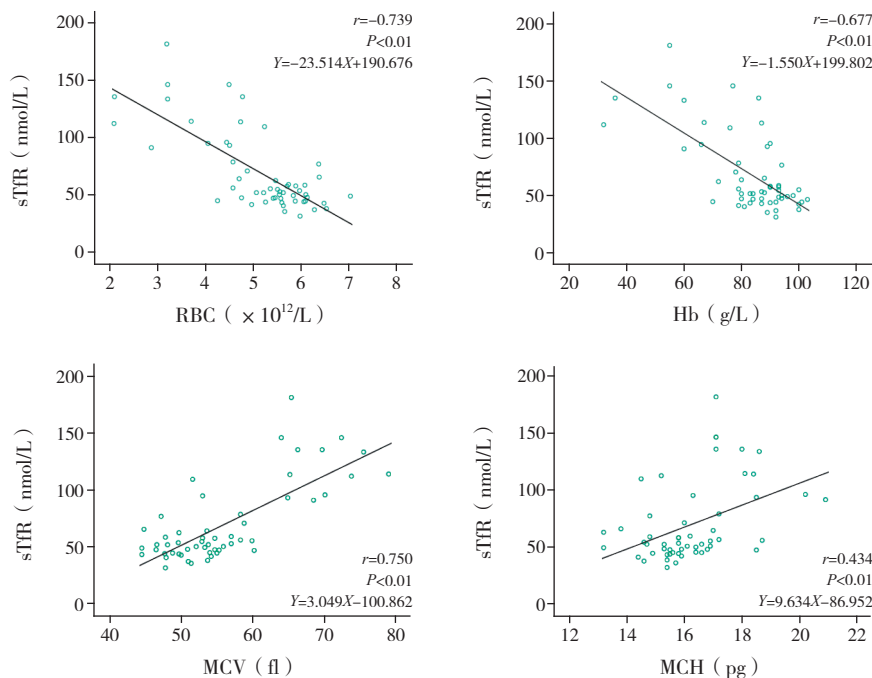 r=−0.739
P<0.01
Y=−23.514X+190.676
200
150
100
50
0
sTfR（nmol/L）
2 3 4 5 6 7 8
RBC（×10¹²/L）
r=−0.677
P<0.01
Y=−1.550X+199.802
200
150
100
50
0
sTfR（nmol/L）
20 40 60 80 100 120
Hb（g/L）
200
150
100
50
0
sTfR（nmol/L）
r=0.750
P<0.01
Y=3.049X−100.862
40 50 60 70 80
MCV（fl）
200
150
100
50
0
sTfR（nmol/L）
r=0.434
P<0.01
Y=9.634X−86.952
12 14 16 18 20 22
MCH（pg）